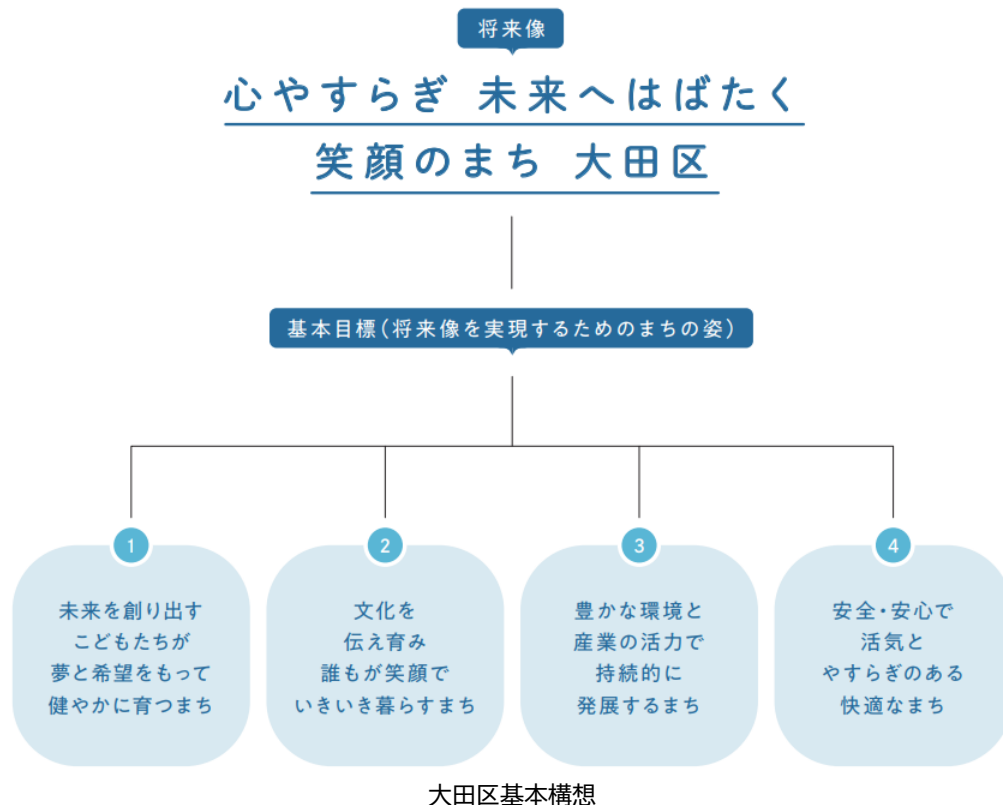 将来像
心やすらぎ 未来へはばたく
笑顔のまち 大田区
基本目標(将来像を実現するためのまちの姿)
1
未来を創り出す
こどもたちが
夢と希望をもって
健やかに育つまち
2
文化を
伝え育み
誰もが笑顔で
いきいき暮らすまち
3
豊かな環境と
産業の活力で
持続的に
発展するまち
4
安全・安心で
活気と
やすらぎのある
快適なまち
大田区基本構想